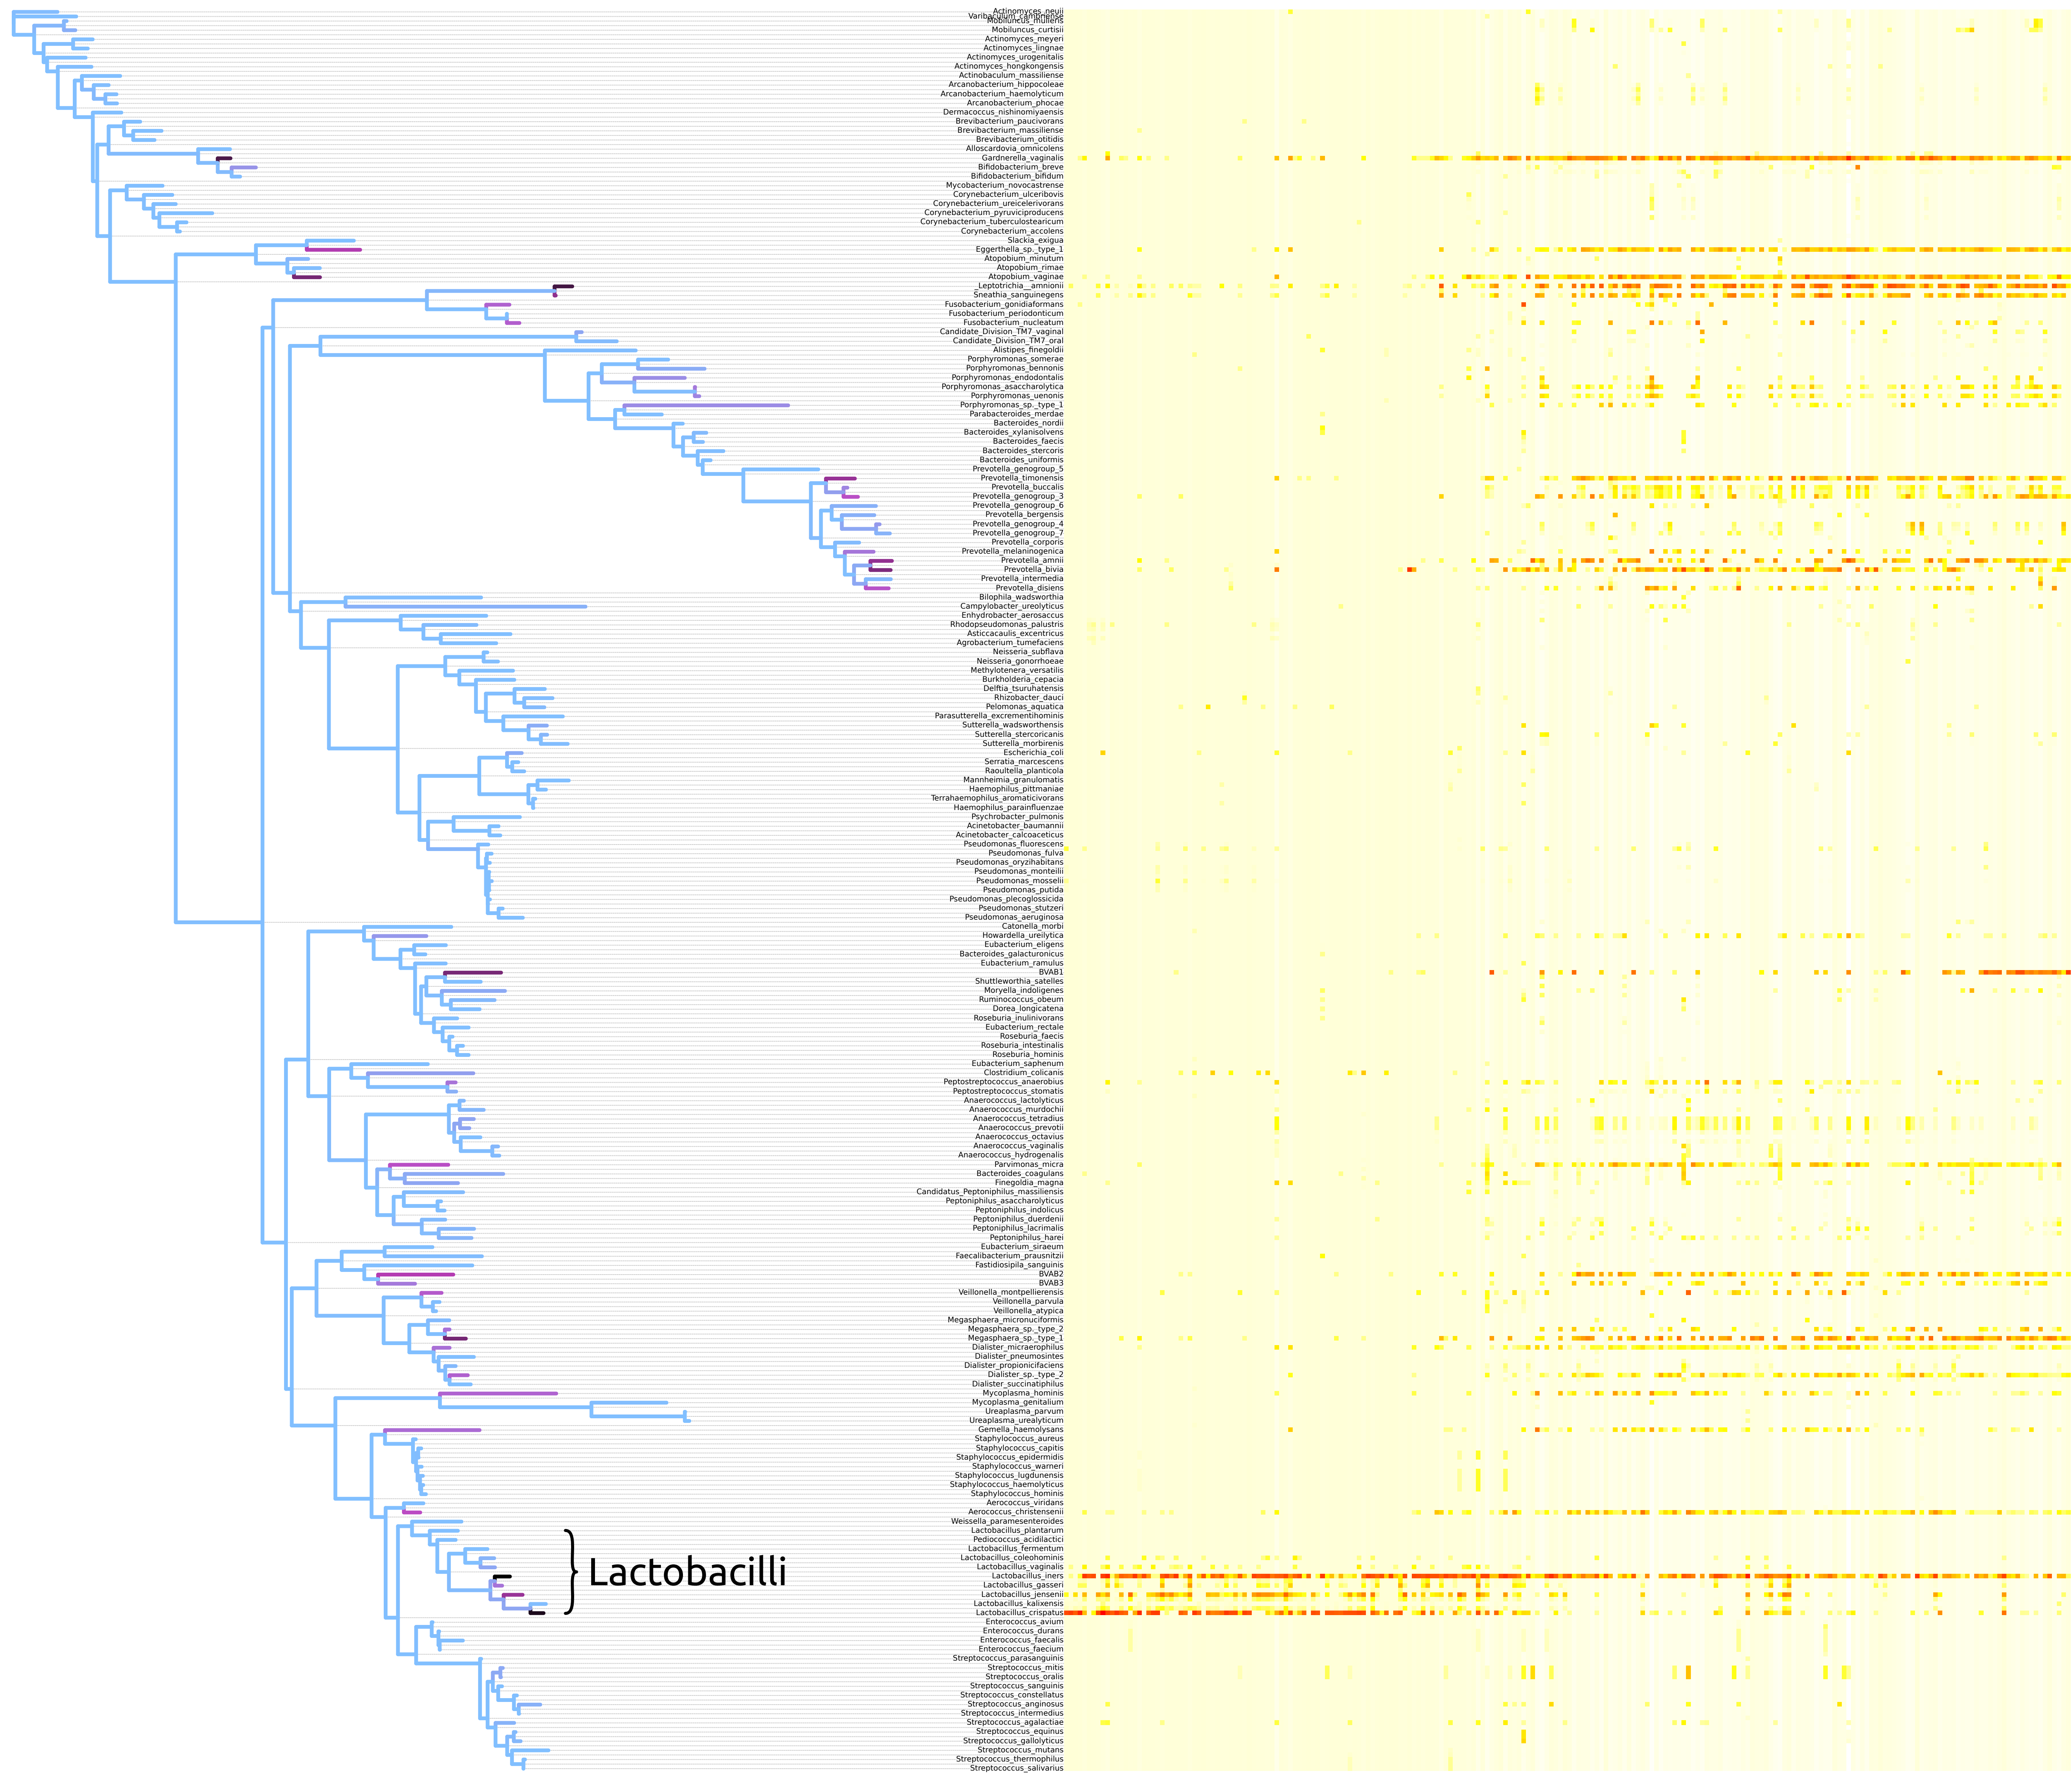 Actinomyces_neuii
Varibaculum_cambriense
Mobiluncus_mulieris
Mobiluncus_curtisii
Actinomyces_meyeri
Actinomyces_lingnae
Actinomyces_urogenitalis
Actinomyces_hongkongensis
Actinobaculum_massiliense
Arcanobacterium_hippocoleae
Arcanobacterium_haemolyticum
Arcanobacterium_phocae
Dermacoccus_nishinomiyaensis
Brevibacterium_paucivorans
Brevibacterium_massiliense
Brevibacterium_otitidis
Alloscardovia_omnicolens
Gardnerella_vaginalis
Bifidobacterium_breve
Bifidobacterium_bifidum
Mycobacterium_novocastrense
Corynebacterium_ulceribovis
Corynebacterium_ureicelerivorans
Corynebacterium_pyruviciproducens
Corynebacterium_tuberculostearicum
Corynebacterium_accolens
Slackia_exigua
Eggerthella_sp._type_1
Atopobium_minutum
Atopobium_rimae
Atopobium_vaginae
Leptotrichia__amnionii
Sneathia_sanguinegens
Fusobacterium_gonidiaformans
Fusobacterium_periodonticum
Fusobacterium_nucleatum
Candidate_Division_TM7_vaginal
Candidate_Division_TM7_oral
Alistipes_finegoldii
Porphyromonas_somerae
Porphyromonas_bennonis
Porphyromonas_endodontalis
Porphyromonas_asaccharolytica
Porphyromonas_uenonis
Porphyromonas_sp._type_1
Parabacteroides_merdae
Bacteroides_nordii
Bacteroides_xylanisolvens
Bacteroides_faecis
Bacteroides_stercoris
Bacteroides_uniformis
Prevotella_genogroup_5
Prevotella_timonensis
Prevotella_buccalis
Prevotella_genogroup_3
Prevotella_genogroup_6
Prevotella_bergensis
Prevotella_genogroup_4
Prevotella_genogroup_7
Prevotella_corporis
Prevotella_melaninogenica
Prevotella_amnii
Prevotella_bivia
Prevotella_intermedia
Prevotella_disiens
Bilophila_wadsworthia
Campylobacter_ureolyticus
Enhydrobacter_aerosaccus
Rhodopseudomonas_palustris
Asticcacaulis_excentricus
Agrobacterium_tumefaciens
Neisseria_subflava
Neisseria_gonorrhoeae
Methylotenera_versatilis
Burkholderia_cepacia
Delftia_tsuruhatensis
Rhizobacter_dauci
Pelomonas_aquatica
Parasutterella_excrementihominis
Sutterella_wadsworthensis
Sutterella_stercoricanis
Sutterella_morbirenis
Escherichia_coli
Serratia_marcescens
Raoultella_planticola
Mannheimia_granulomatis
Haemophilus_pittmaniae
Terrahaemophilus_aromaticivorans
Haemophilus_parainfluenzae
Psychrobacter_pulmonis
Acinetobacter_baumannii
Acinetobacter_calcoaceticus
Pseudomonas_fluorescens
Pseudomonas_fulva
Pseudomonas_oryzihabitans
Pseudomonas_monteilii
Pseudomonas_mosselii
Pseudomonas_putida
Pseudomonas_plecoglossicida
Pseudomonas_stutzeri
Pseudomonas_aeruginosa
Catonella_morbi
Howardella_ureilytica
Eubacterium_eligens
Bacteroides_galacturonicus
Eubacterium_ramulus
BVAB1
Shuttleworthia_satelles
Moryella_indoligenes
Ruminococcus_obeum
Dorea_longicatena
Roseburia_inulinivorans
Eubacterium_rectale
Roseburia_faecis
Roseburia_intestinalis
Roseburia_hominis
Eubacterium_saphenum
Clostridium_colicanis
Peptostreptococcus_anaerobius
Peptostreptococcus_stomatis
Anaerococcus_lactolyticus
Anaerococcus_murdochii
Anaerococcus_tetradius
Anaerococcus_prevotii
Anaerococcus_octavius
Anaerococcus_vaginalis
Anaerococcus_hydrogenalis
Parvimonas_micra
Bacteroides_coagulans
Finegoldia_magna
Candidatus_Peptoniphilus_massiliensis
Peptoniphilus_asaccharolyticus
Peptoniphilus_indolicus
Peptoniphilus_duerdenii
Peptoniphilus_lacrimalis
Peptoniphilus_harei
Eubacterium_siraeum
Faecalibacterium_prausnitzii
Fastidiosipila_sanguinis
BVAB2
BVAB3
Veillonella_montpellierensis
Veillonella_parvula
Veillonella_atypica
Megasphaera_micronuciformis
Megasphaera_sp._type_2
Megasphaera_sp._type_1
Dialister_micraerophilus
Dialister_pneumosintes
Dialister_propionicifaciens
Dialister_sp._type_2
Dialister_succinatiphilus
Mycoplasma_hominis
Mycoplasma_genitalium
Ureaplasma_parvum
Ureaplasma_urealyticum
Gemella_haemolysans
Staphylococcus_aureus
Staphylococcus_capitis
Staphylococcus_epidermidis
Staphylococcus_warneri
Staphylococcus_lugdunensis
Staphylococcus_haemolyticus
Staphylococcus_hominis
Aerococcus_viridans
Aerococcus_christensenii
Weissella_paramesenteroides
Lactobacillus_plantarum
Pediococcus_acidilactici
Lactobacillus_fermentum
Lactobacillus_coleohominis
Lactobacillus_vaginalis
Lactobacilli
Lactobacillus_iners
Lactobacillus_gasseri
Lactobacillus_jensenii
Lactobacillus_kalixensis
Lactobacillus_crispatus
Enterococcus_avium
Enterococcus_durans
Enterococcus_faecalis
Enterococcus_faecium
Streptococcus_parasanguinis
Streptococcus_mitis
Streptococcus_oralis
Streptococcus_sanguinis
Streptococcus_constellatus
Streptococcus_anginosus
Streptococcus_intermedius
Streptococcus_agalactiae
Streptococcus_equinus
Streptococcus_gallolyticus
Streptococcus_mutans
Streptococcus_thermophilus
Streptococcus_salivarius